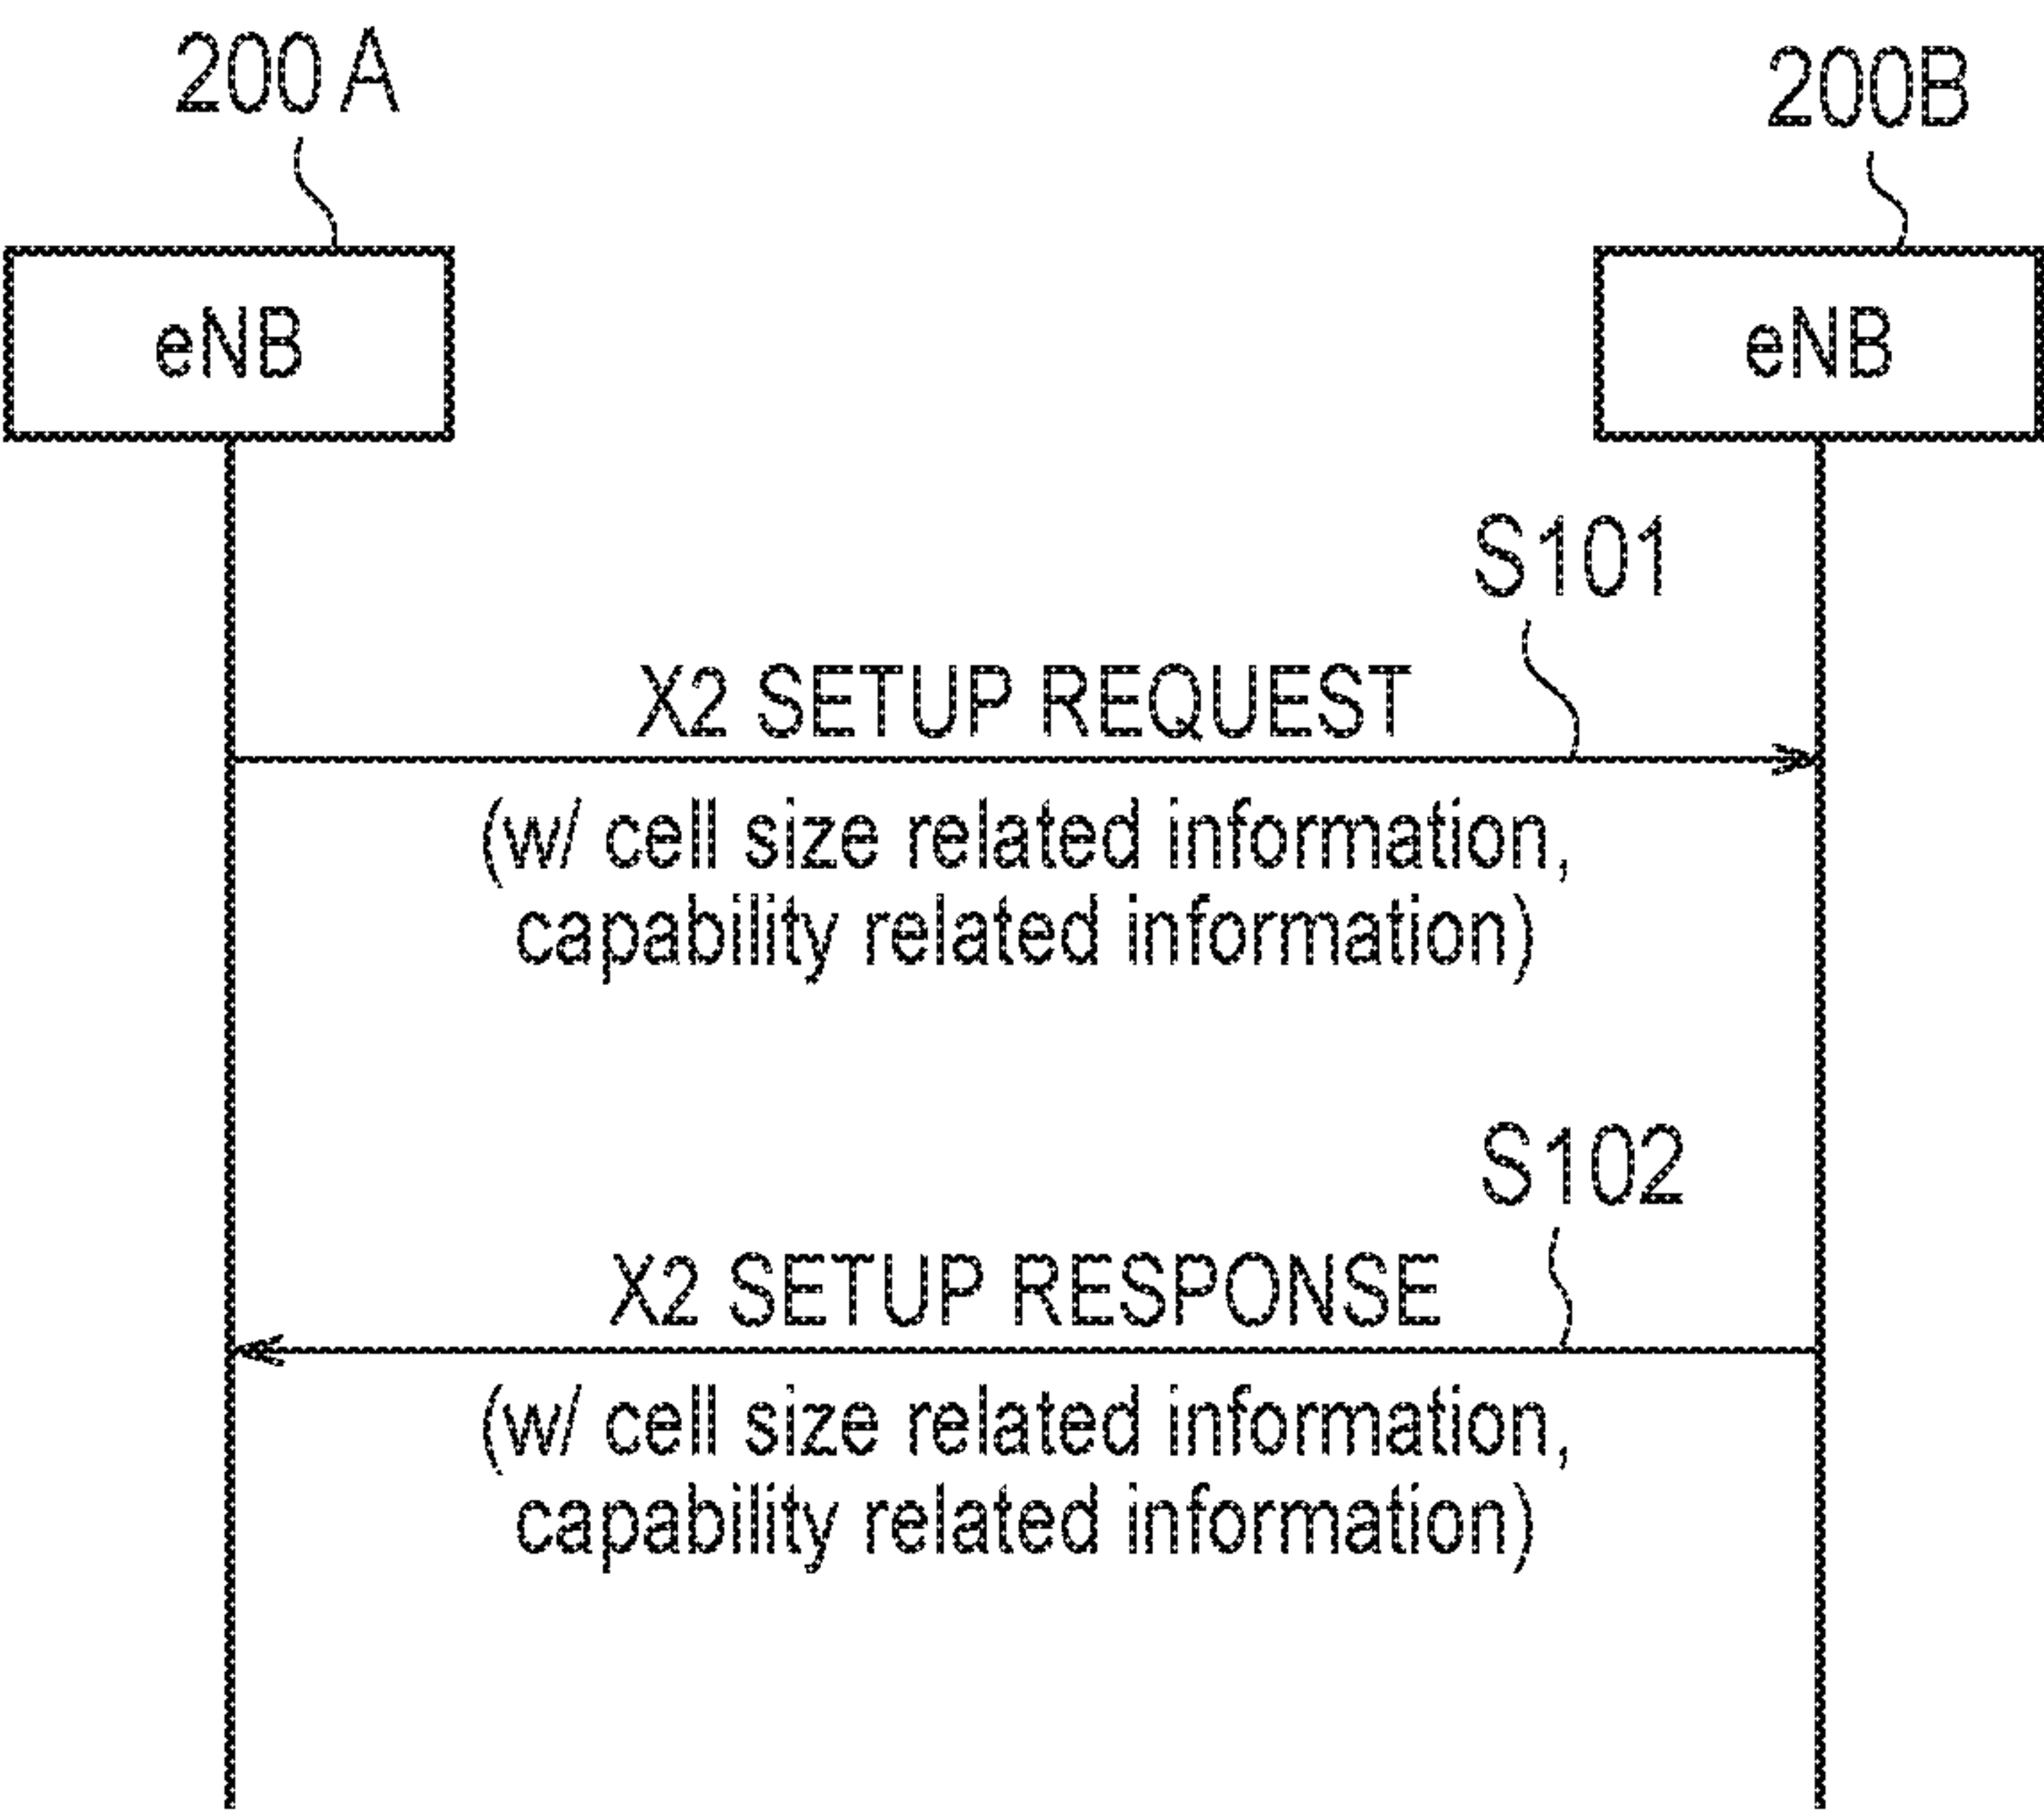 200A
200B
eNB
eNB
S101
X2 SETUP REQUEST
(w/ cell size related information,
capability related information)
S102
X2 SETUP RESPONSE
(w/ cell size related information,
capability related information)